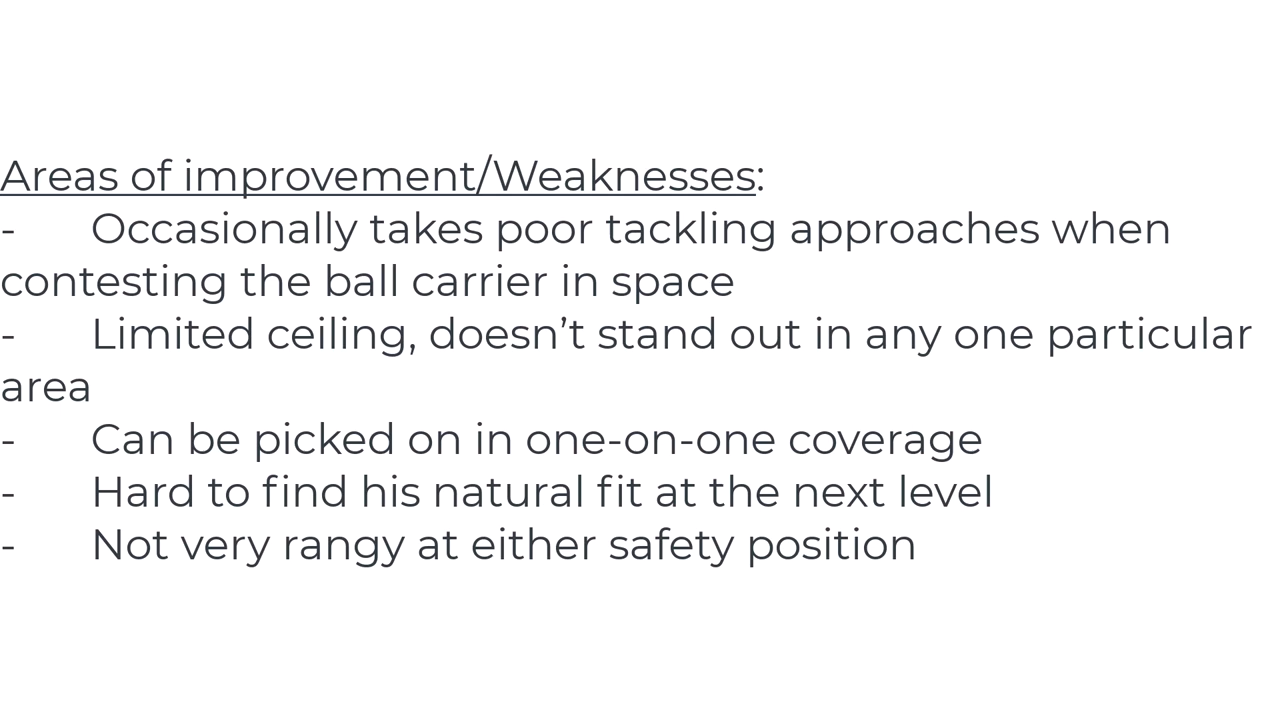 Areas of improvement/Weaknesses:
- Occasionally takes poor tackling approaches when
contesting the ball carrier in space
- Limited ceiling, doesn’t stand out in any one particular
area
- Can be picked on in one-on-one coverage
- Hard to find his natural fit at the next level
- Not very rangy at either safety position